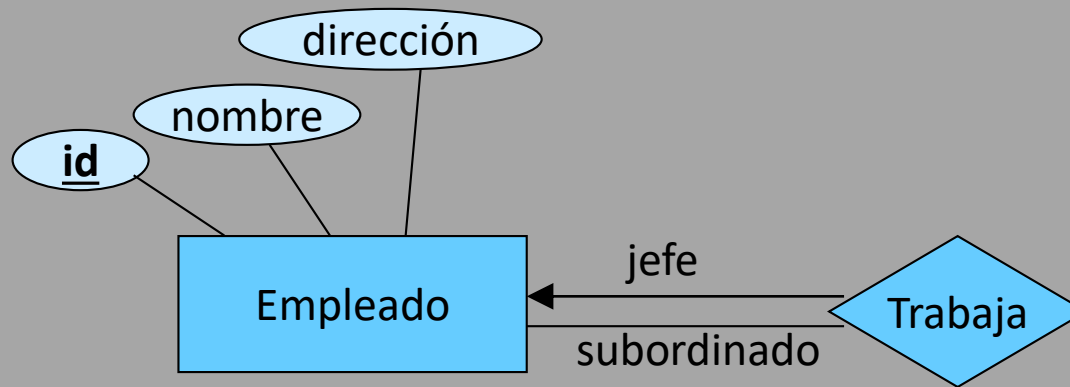 dirección
nombre
id
jefe
Empleado
Trabaja
subordinado